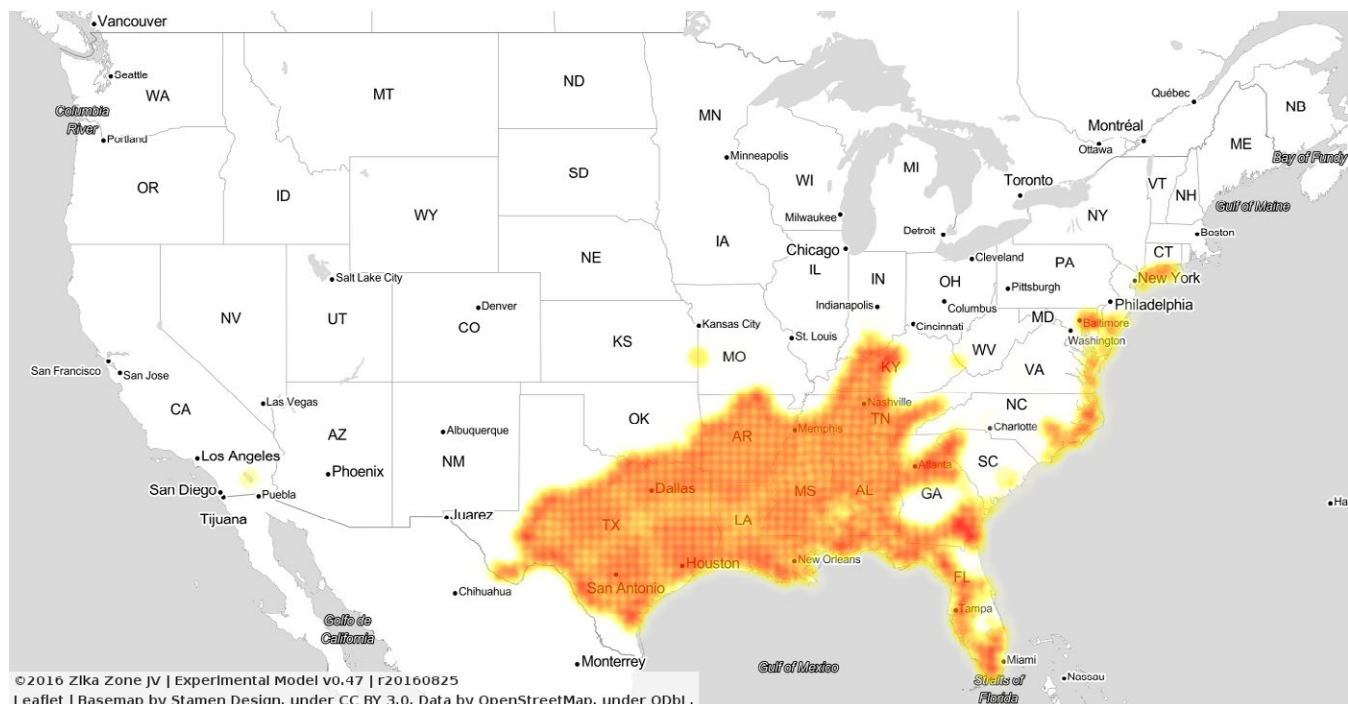 Vancouver
Seattle
WA
Columbia
River
Portland
OR
MT
ID
WY
ND
SD
NE
MN
Minneapolis
WI
Milwaukee
MI
Detroit
Chicago
IA
IL
IN
Indianapolis
OH
Columbus
Cleveland
Cincinnati
Toronto
Ottawa
Montréal
Québec
NB
ME
Bay of Fundy
VT
NH
Gulf of Maine
NY
Boston
CT
PA
New York
Pittsburgh
Philadelphia
MD
Baltimore
Washington
WV
VA
Salt Lake City
NV
UT
Denver
CO
KS
Kansas City
MO
St. Louis
KY
San Francisco
San Jose
CA
Las Vegas
AZ
Phoenix
Albuquerque
NM
OK
AR
Memphis
Nashville
TN
NC
Charlotte
SC
Atlanta
GA
Los Angeles
San Diego
Puebla
Tijuana
Juarez
Dallas
TX
LA
MS
AL
Houston
San Antonio
New Orleans
FL
Tampa
Miami
Chihuahua
Golfo de
California
Monterrey
Gulf of Mexico
Straits of
Florida
Nassau
Ha
©2016 Zika Zone JV | Experimental Model v0.47 | r20160825
Leaflet | Basemap by Stamen Design, under CC BY 3.0. Data by OpenStreetMap, under ODbL.